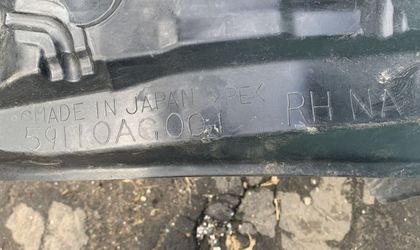 MADE IN JAPAN >PE<
59110AG00 RH NA